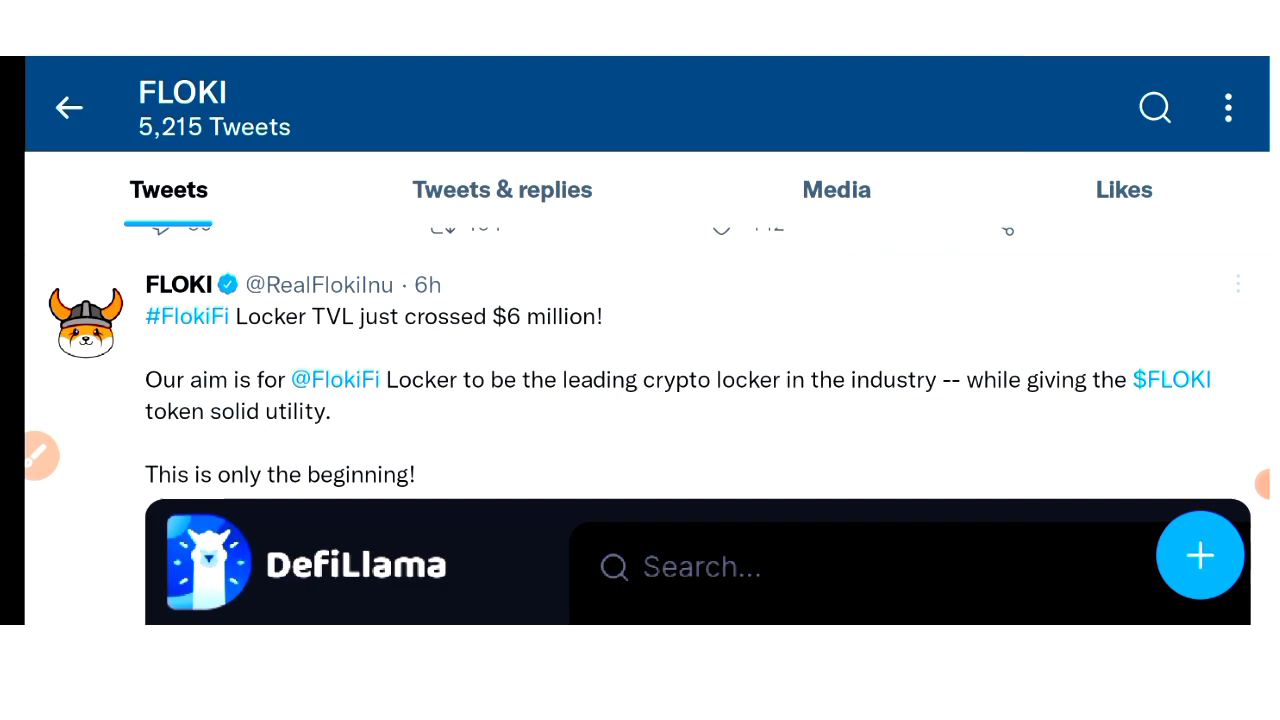 FLOKI
5,215 Tweets
Tweets
Tweets & replies
Media
Likes
FLOKI @RealFlokiInu · 6h
#FlokiFi Locker TVL just crossed $6 million!
Our aim is for @FlokiFi Locker to be the leading crypto locker in the industry -- while giving the $FLOKI
token solid utility.
This is only the beginning!
DefiLlama
Search...